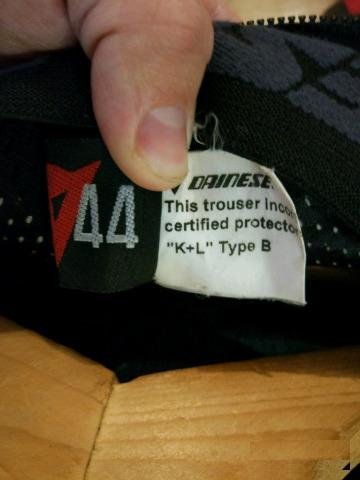 44
DAINESE
This trouser
certified
"K+L" Type B